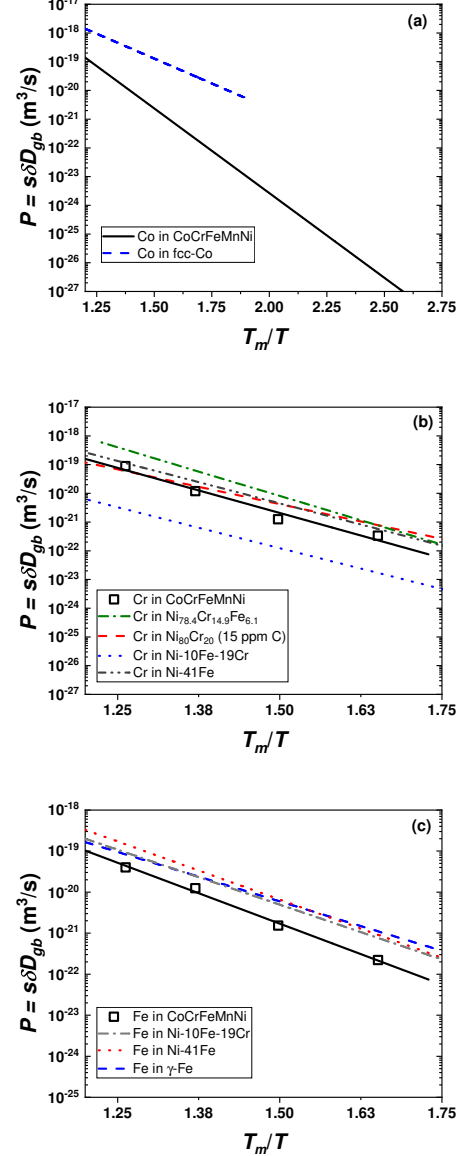 10⁻¹⁷
(a)
10⁻¹⁸
10⁻¹⁹
10⁻²⁰
10⁻²¹
10⁻²²
10⁻²³
10⁻²⁴
10⁻²⁵
10⁻²⁶
10⁻²⁷
P = sδD_gb (m³/s)
Co in CoCrFeMnNi
Co in fcc-Co
1.25 1.50 1.75 2.00 2.25 2.50 2.75
T_m/T
10⁻¹⁷
(b)
10⁻¹⁸
10⁻¹⁹
10⁻²⁰
10⁻²¹
10⁻²²
10⁻²³
10⁻²⁴
10⁻²⁵
10⁻²⁶
10⁻²⁷
P = sδD_gb (m³/s)
Cr in CoCrFeMnNi
Cr in Ni₇₈.₄Cr₁₄.₉Fe₆.₁
Cr in Ni₈₀Cr₂₀ (15 ppm C)
Cr in Ni-10Fe-19Cr
Cr in Ni-41Fe
1.25 1.38 1.50 1.63 1.75
T_m/T
10⁻¹⁸
(c)
10⁻¹⁹
10⁻²⁰
10⁻²¹
10⁻²²
10⁻²³
10⁻²⁴
10⁻²⁵
P = sδD_gb (m³/s)
Fe in CoCrFeMnNi
Fe in Ni-10Fe-19Cr
Fe in Ni-41Fe
Fe in γ-Fe
1.25 1.38 1.50 1.63 1.75
T_m/T